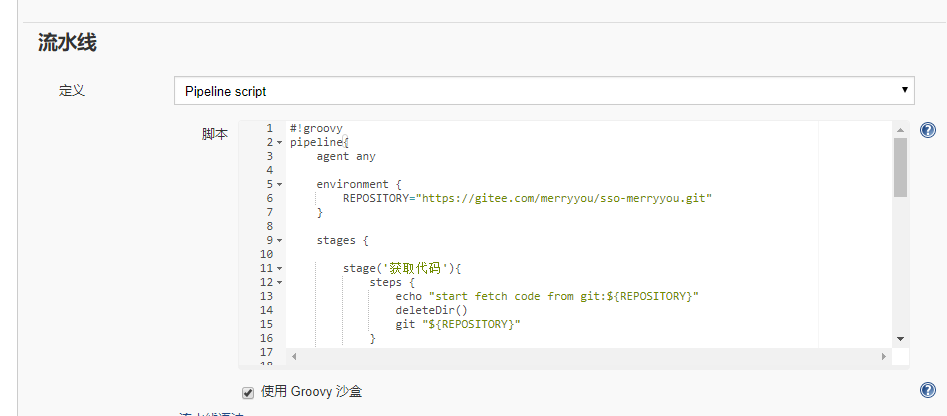 流水线
定义
Pipeline script
脚本
1 #!groovy
2 pipeline{
3 agent any
4
5 environment {
6 REPOSITORY="https://gitee.com/merryyou/sso-merryyou.git"
7 }
8
9 stages {
10
11 stage('获取代码'){
12 steps {
13 echo "start fetch code from git:${REPOSITORY}"
14 deleteDir()
15 git "${REPOSITORY}"
16 }
17
使用 Groovy 沙盒